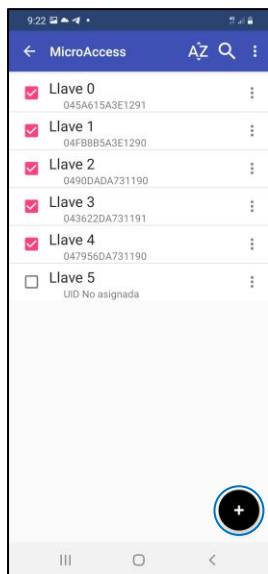 9:22
MicroAccess AZ
Llave 0
045A615A3E1291
Llave 1
04FB8B5A3E1290
Llave 2
0490DADA731190
Llave 3
043622DA731191
Llave 4
047956DA731190
Llave 5
UID No asignada
+